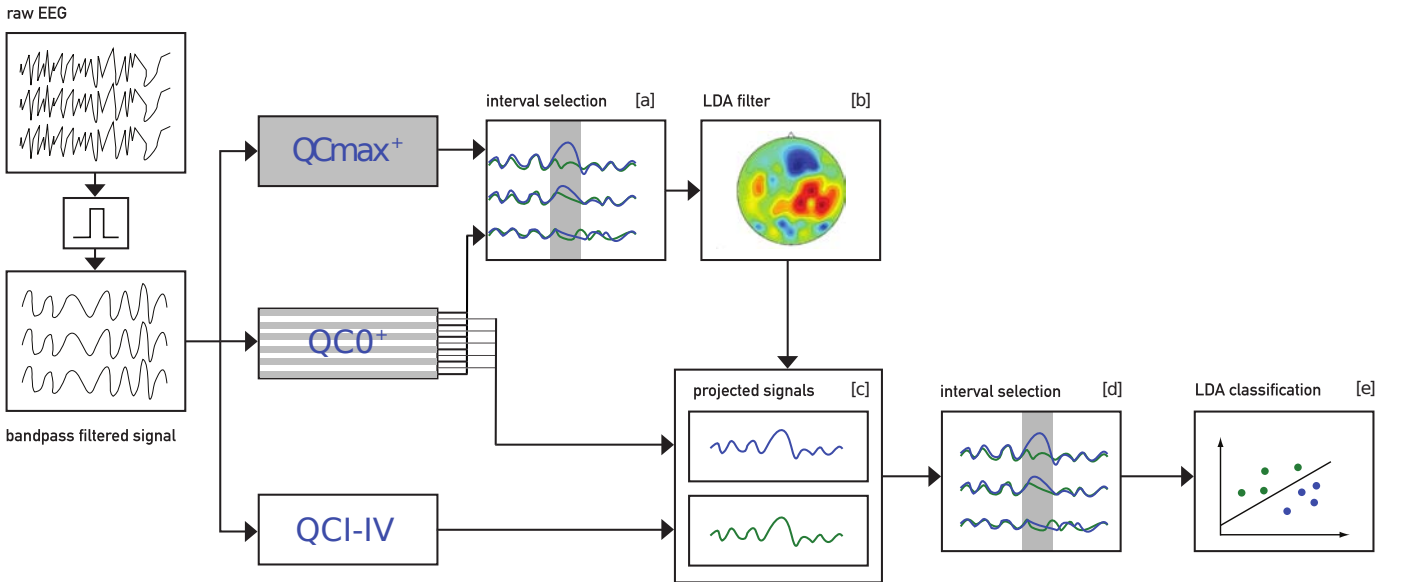 raw EEG
bandpass filtered signal
QCmax⁺
QC0⁺
QCI-IV
interval selection [a]
LDA filter [b]
projected signals [c]
interval selection [d]
LDA classification [e]